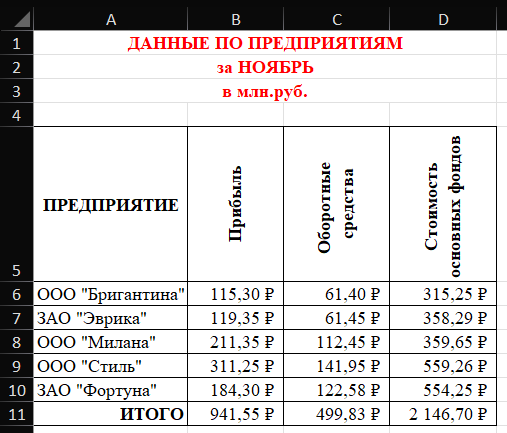 A B C D
1 ДАННЫЕ ПО ПРЕДПРИЯТИЯМ
2 за НОЯБРЬ
3 в млн.руб.
4
5 ПРЕДПРИЯТИЕ Прибыль Оборотные средства Стоимость основных фондов
6 ООО "Бригантина" 115,30 ₽ 61,40 ₽ 315,25 ₽
7 ЗАО "Эврика" 119,35 ₽ 61,45 ₽ 358,29 ₽
8 ООО "Милана" 211,35 ₽ 112,45 ₽ 359,65 ₽
9 ООО "Стиль" 311,25 ₽ 141,95 ₽ 559,26 ₽
10 ЗАО "Фортуна" 184,30 ₽ 122,58 ₽ 554,25 ₽
11 ИТОГО 941,55 ₽ 499,83 ₽ 2 146,70 ₽